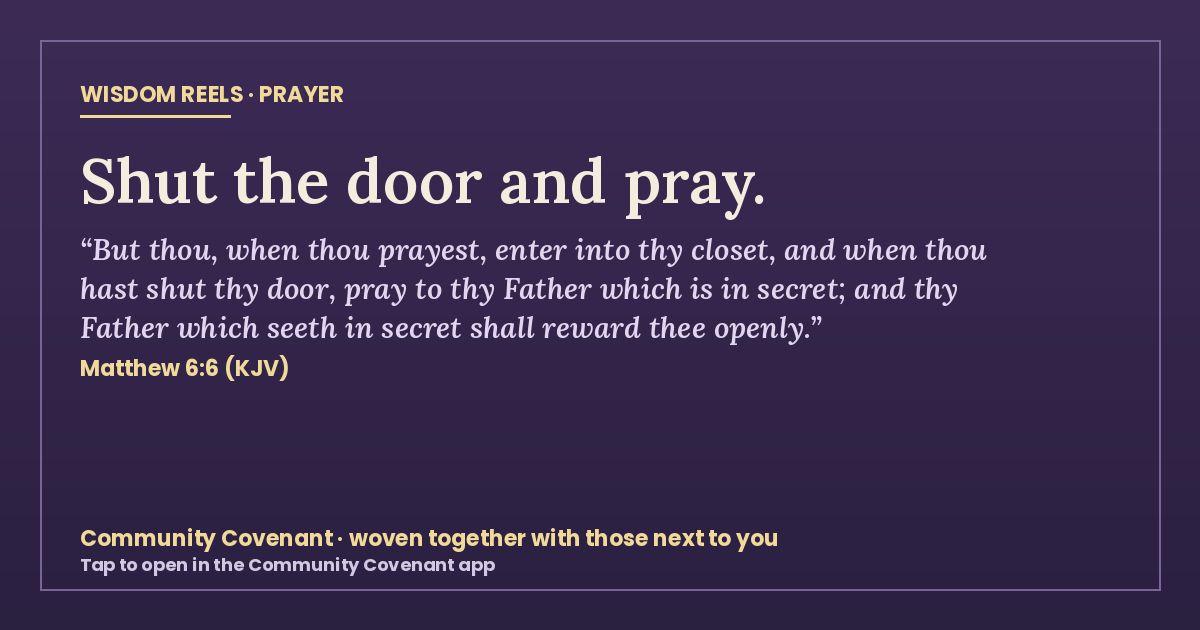 WISDOM REELS · PRAYER
Shut the door and pray.
“But thou, when thou prayest, enter into thy closet, and when thou
hast shut thy door, pray to thy Father which is in secret; and thy
Father which seeth in secret shall reward thee openly.”
Matthew 6:6 (KJV)
Community Covenant · woven together with those next to you
Tap to open in the Community Covenant app